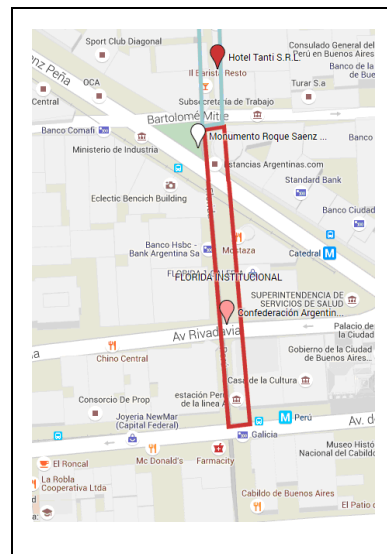 Sport Club Diagonal
Consulado General del
Perú en Buenos Aires
Hotel Tanti S.R.L.
Banco de la
de Bue
Il Barista Resto
OCA
Turar S.a
Central
Subsecretaría de Trabajo
Bartolomé Mitre
Banco Comafi
Monumento Roque Saenz ...
Banco
Ministerio de Industria
Estancias Argentinas.com
Standard Bank
Eclectic Bencich Building
Banco Ciudad
Banco Hsbc -
Bank Argentina Sa
Mostaza
Catedral
FLORIDA INSTITUCIONAL
SUPERINTENDENCIA DE
SERVICIOS DE SALUD
Confederación Argentin...
Av Rivadavia
Palacio de
la Ciudad
Chino Central
Gobierno de la Ciudad
de Buenos Aires...
Casa de la Cultura
Consorcio De Prop
estación Per
de la línea A
Joyeria NewMar
(Capital Federal)
Perú
Av. d
Galicia
Museo Histó
Nacional del Cabildo
El Roncal
Mc Donald's
Farmacity
La Robla
Cooperativa Ltda
Cabildo de Buenos Aires
El Patio d